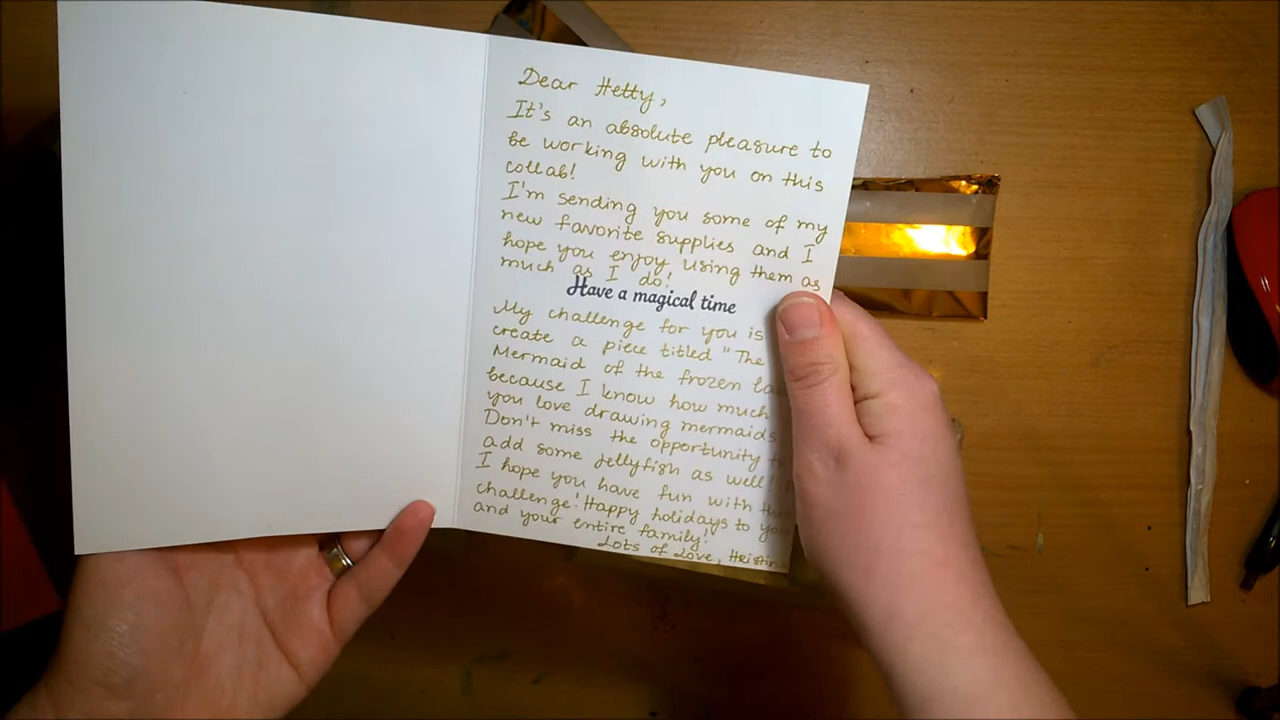 Dear Hetty,
It's an absolute pleasure to
be working with you on this
collab!
I'm sending you some of my
new favorite supplies and I
hope you enjoy using them as
much as I do!
Have a magical time
My challenge for you is
create a piece titled "The
Mermaid of the frozen
because I know how much
you love drawing mermaids
Don't miss the opportunity
add some jellyfish as well!
I hope you have fun with
challenge! Happy holidays to you
and your entire family!
Lots of Love, Hristina